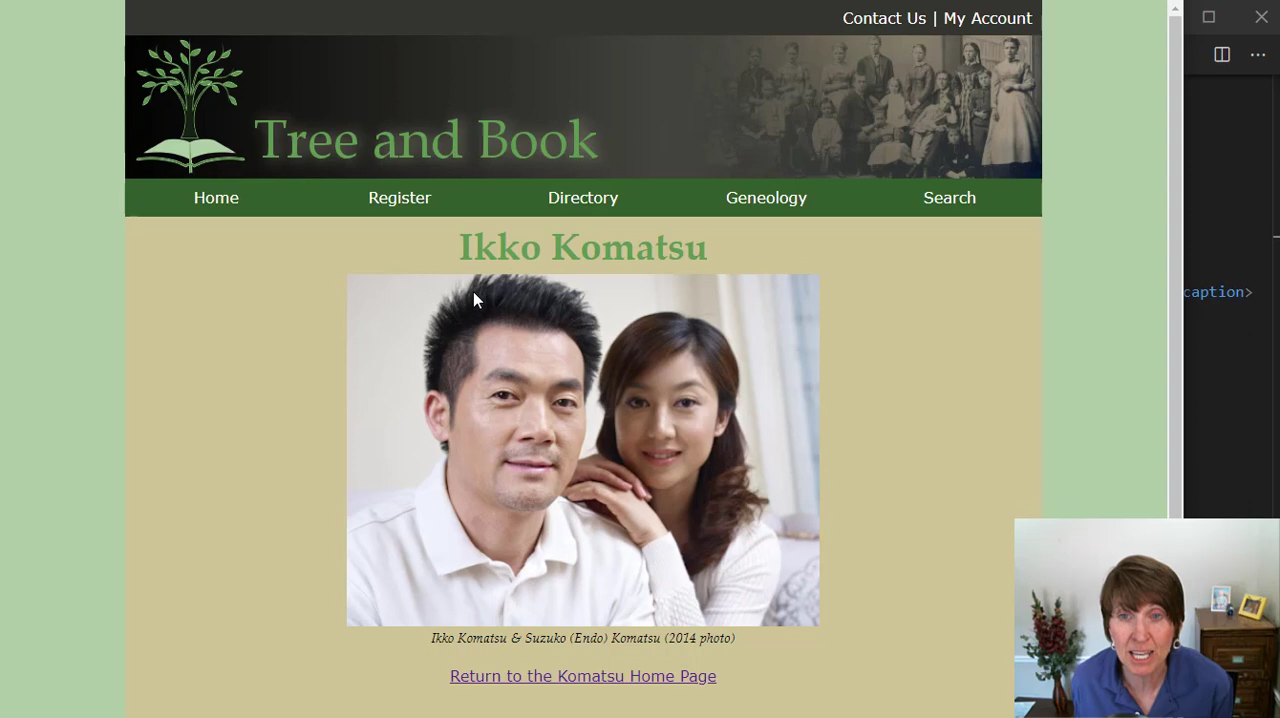 Contact Us | My Account
Tree and Book
Home Register Directory Geneology Search
Ikko Komatsu
caption>
Ikko Komatsu & Suzuko (Endo) Komatsu (2014 photo)
Return to the Komatsu Home Page